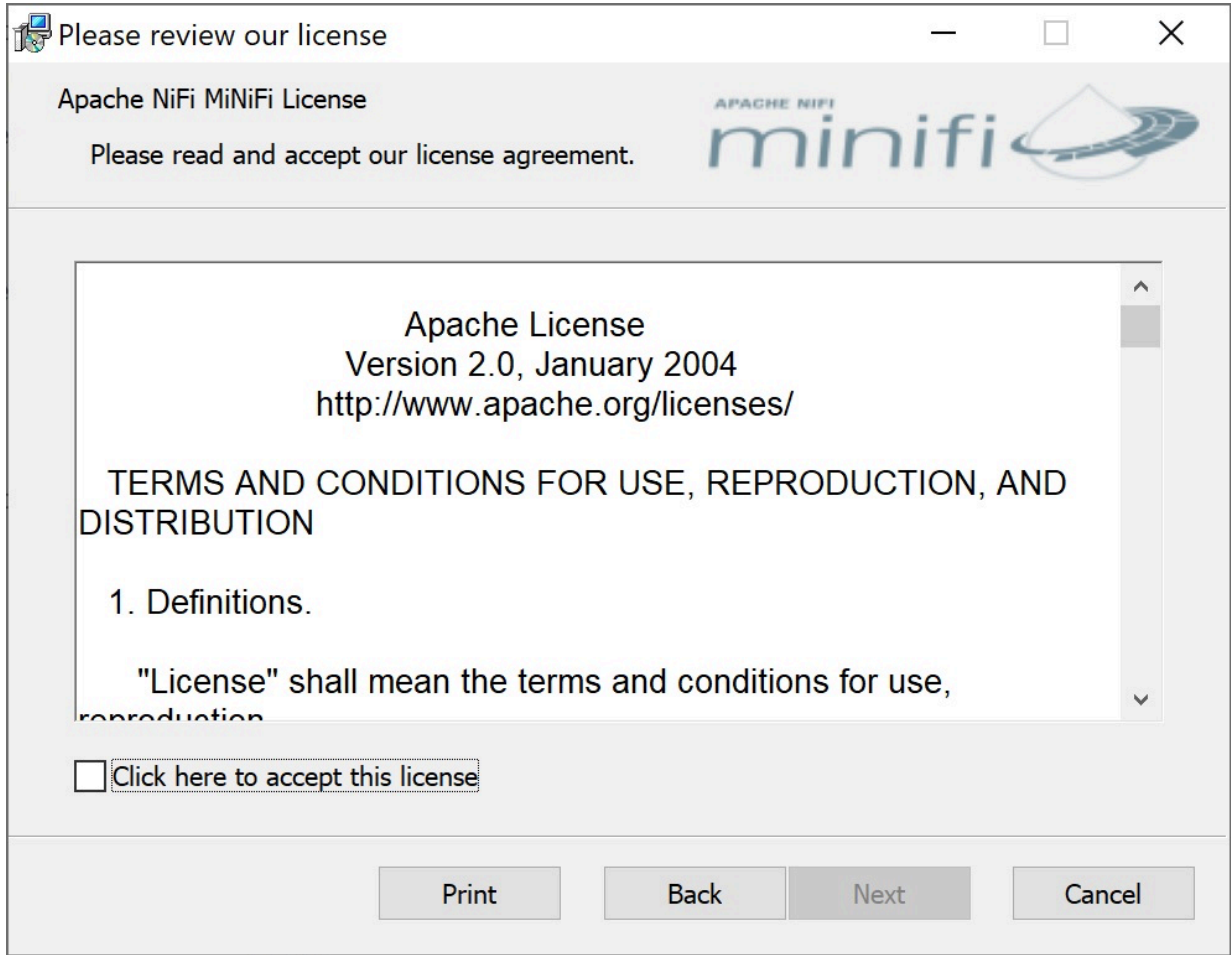 Please review our license
Apache NiFi MiNiFi License
Please read and accept our license agreement.
APACHE NIFI
minifi
Apache License
Version 2.0, January 2004
http://www.apache.org/licenses/
TERMS AND CONDITIONS FOR USE, REPRODUCTION, AND
DISTRIBUTION
1. Definitions.
"License" shall mean the terms and conditions for use,
reproduction
Click here to accept this license
Print
Back
Next
Cancel